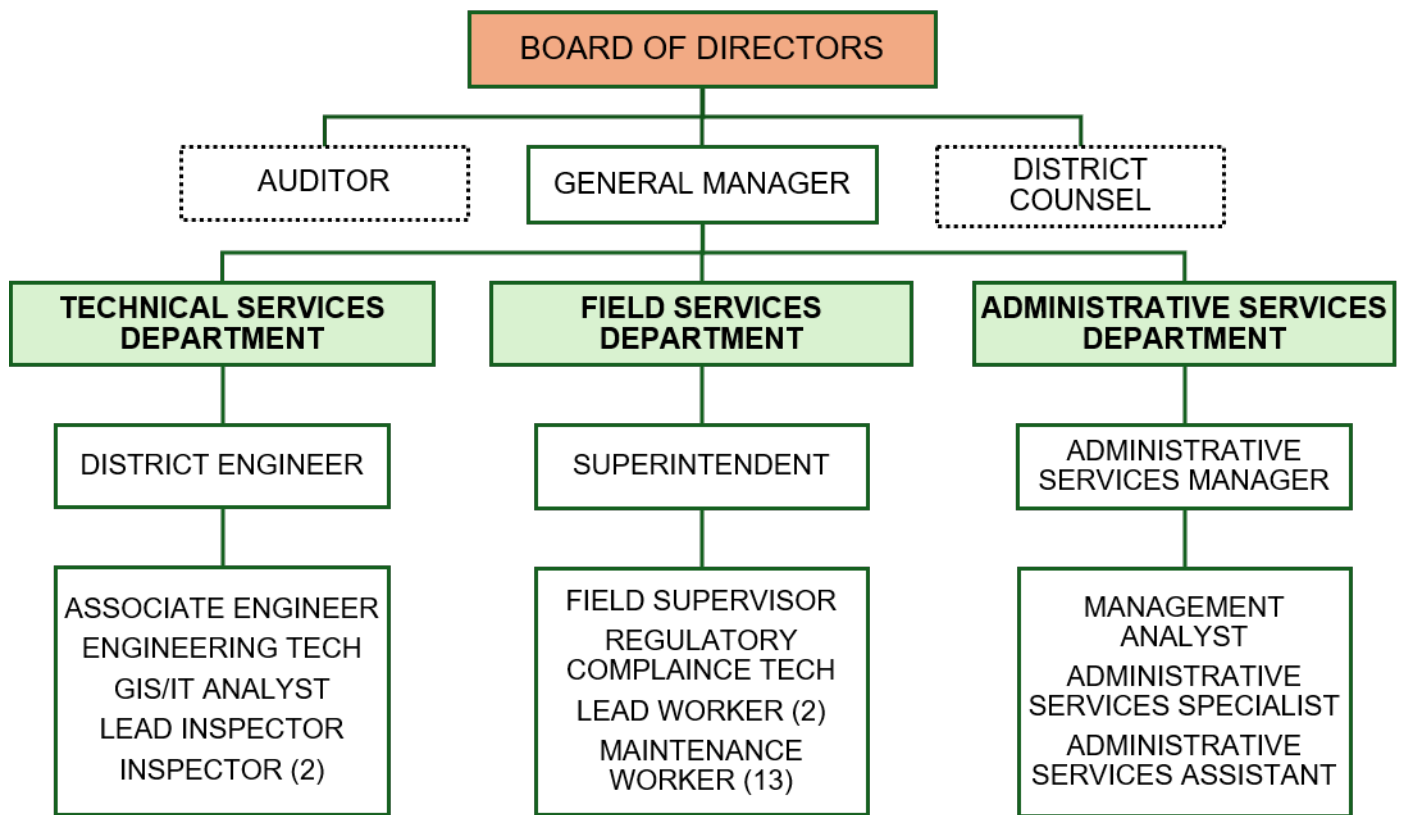 BOARD OF DIRECTORS
AUDITOR
GENERAL MANAGER
DISTRICT
COUNSEL
TECHNICAL SERVICES
DEPARTMENT
FIELD SERVICES
DEPARTMENT
ADMINISTRATIVE SERVICES
DEPARTMENT
DISTRICT ENGINEER
SUPERINTENDENT
ADMINISTRATIVE
SERVICES MANAGER
ASSOCIATE ENGINEER
ENGINEERING TECH
GIS/IT ANALYST
LEAD INSPECTOR
INSPECTOR (2)
FIELD SUPERVISOR
REGULATORY
COMPLAINCE TECH
LEAD WORKER (2)
MAINTENANCE
WORKER (13)
MANAGEMENT
ANALYST
ADMINISTRATIVE
SERVICES SPECIALIST
ADMINISTRATIVE
SERVICES ASSISTANT